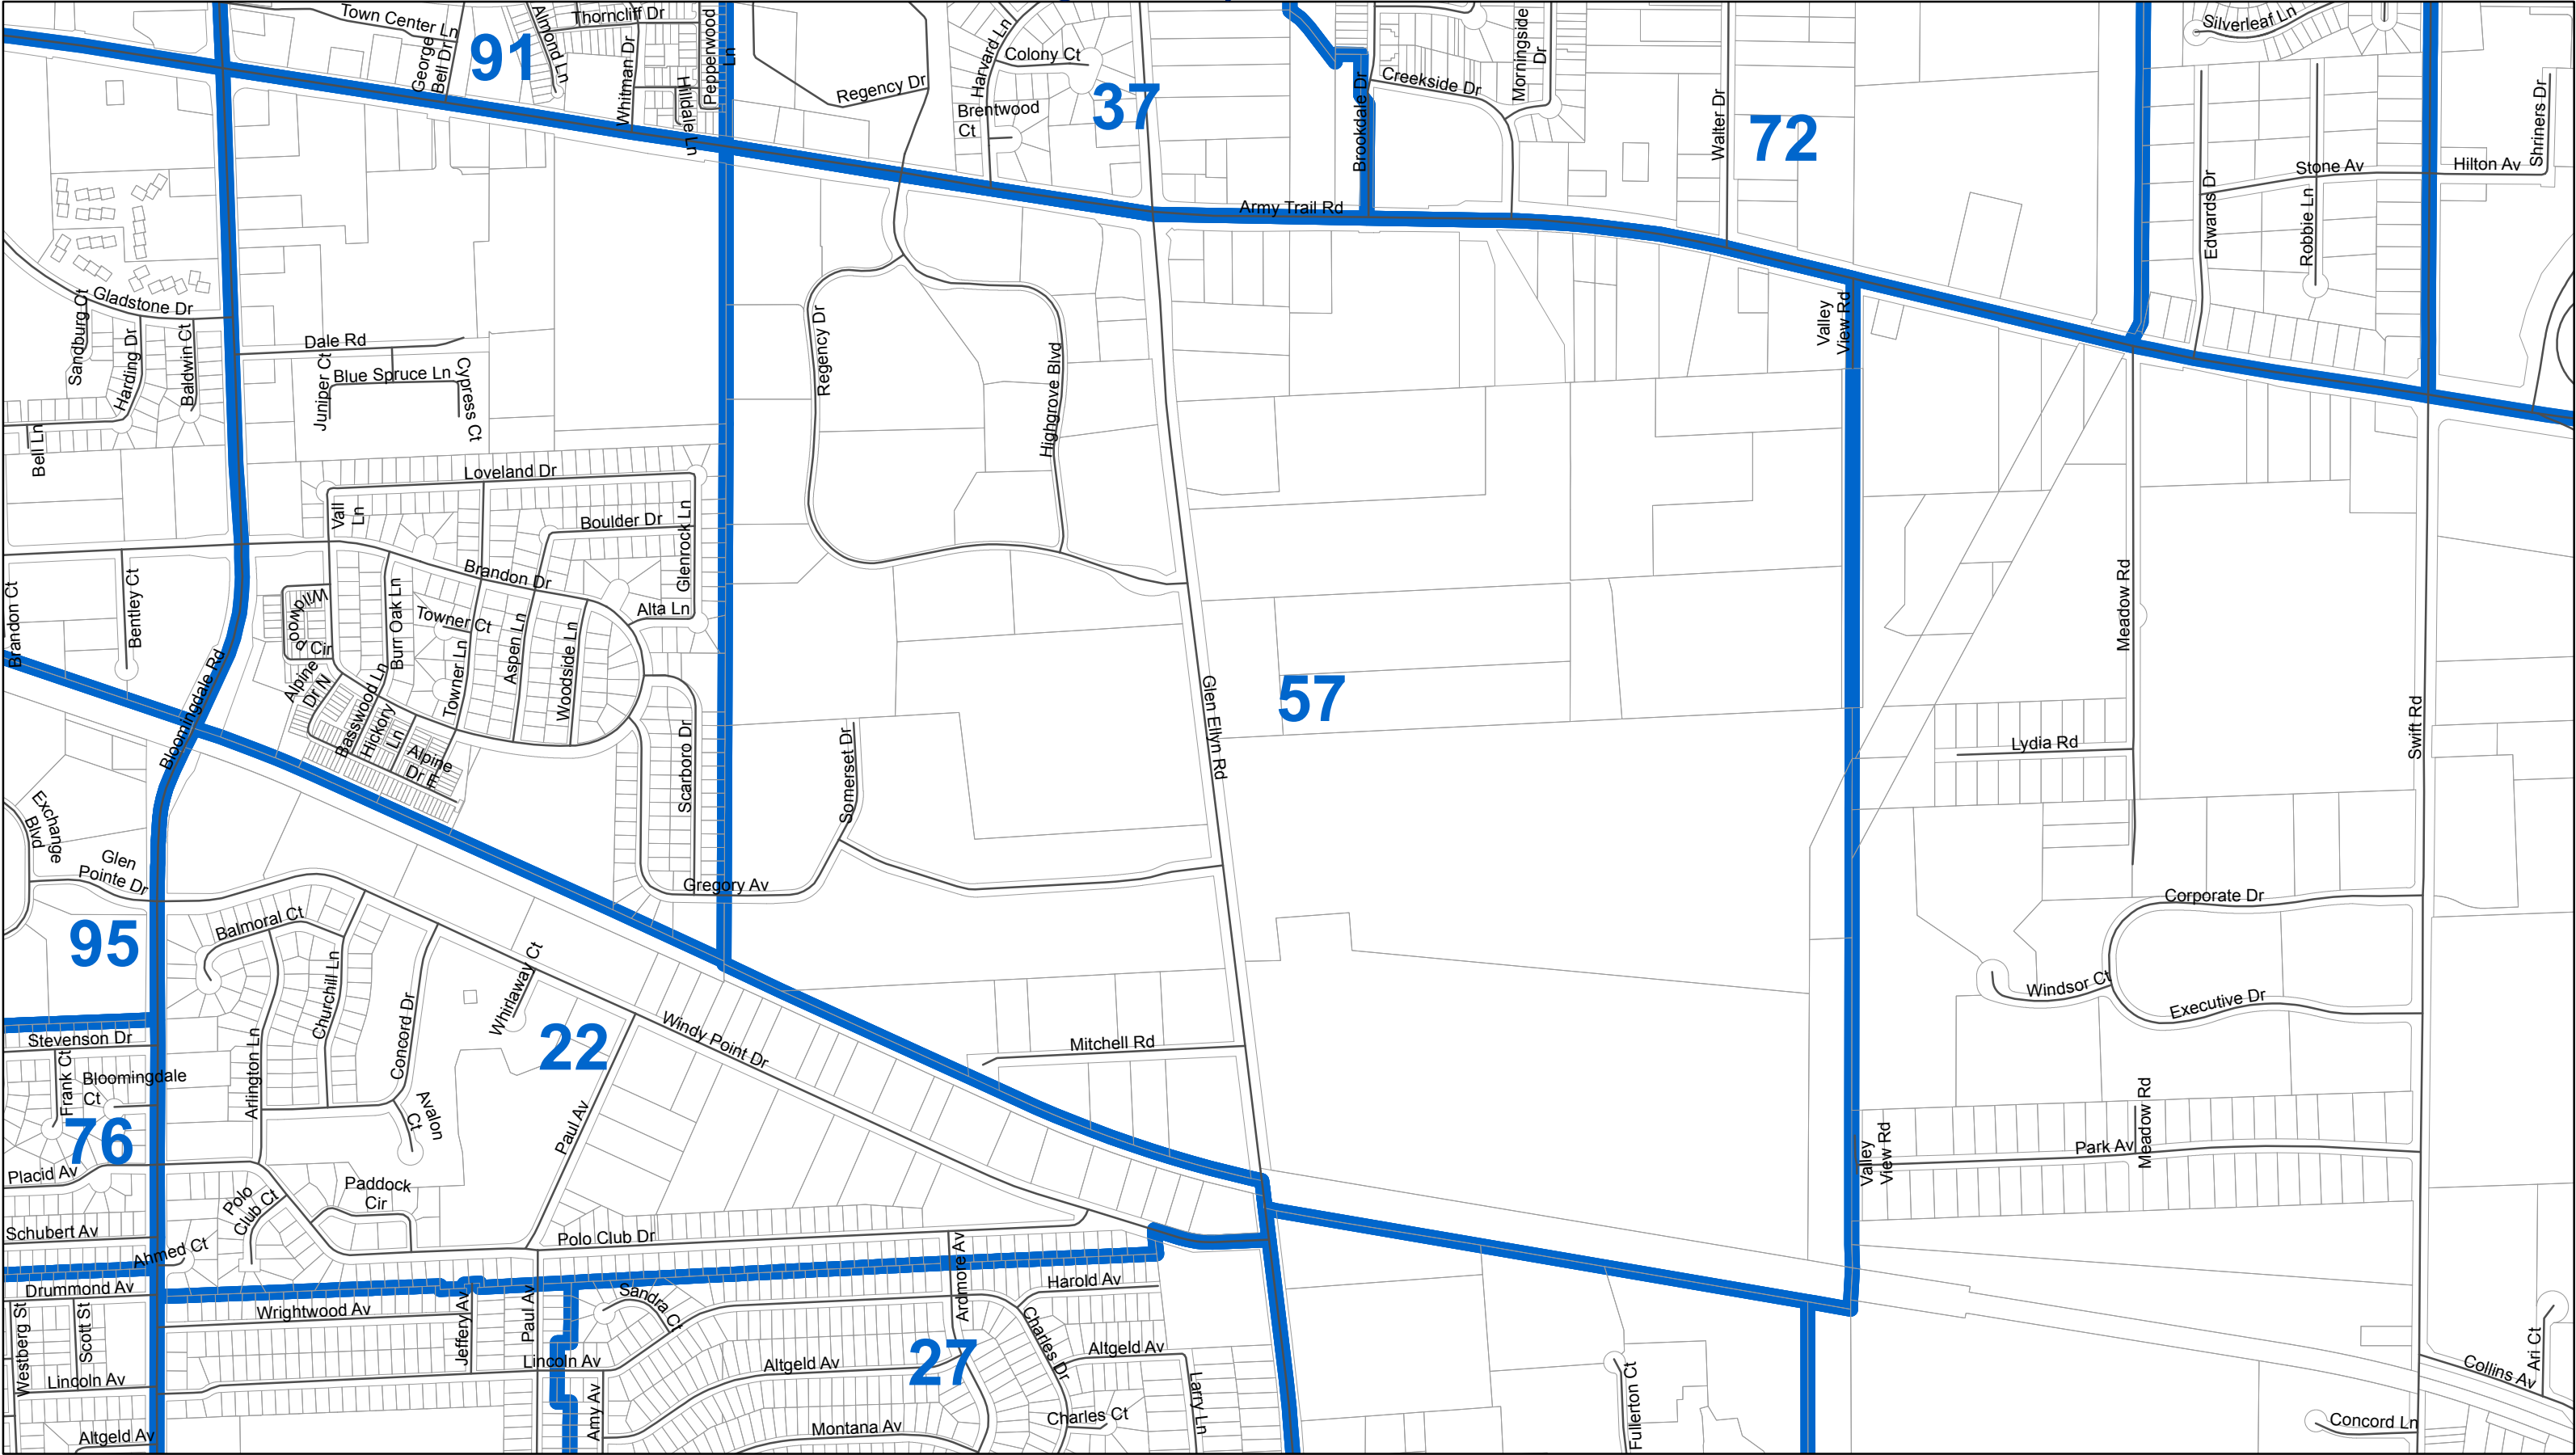 Town Center Ln
George
Bell Dr
91
Almond Ln
Thorncliff Dr
Whitman Dr
Hilldale Ln
Pepperwood
Ln
Regency Dr
Harvard Ln
Colony Ct
Brentwood
Ct
37
Brookdale Dr
Creekside Dr
Morningside
Dr
Walter Dr
72
Silverleaf Ln
Stone Av
Hilton Av
Shriners Dr
Edwards Dr
Robbie Ln
Army Trail Rd
Gladstone Dr
Sandburg Ct
Harding Dr
Baldwin Ct
Bell Ln
Dale Rd
Juniper Ct
Blue Spruce Ln
Cypress Ct
Regency Dr
Highgrove Blvd
Valley
View Rd
Loveland Dr
Vall
Ln
Boulder Dr
Glenrock Ln
Brandon Dr
Alta Ln
Brandon Ct
Bentley Ct
Wildwood
Cir
Burr Oak Ln
Towner Ct
Towner Ln
Aspen Ln
Woodside Ln
Alpine
Dr N
Basswood Ln
Hickory
Ln
Alpine
Dr E
Bloomingdale Rd
Scarboro Dr
Somerset Dr
Glen Ellyn Rd
57
Meadow Rd
Lydia Rd
Swift Rd
Exchange
Blvd
Glen
Pointe Dr
Gregory Av
Corporate Dr
Windsor Ct
Executive Dr
95
Balmoral Ct
Churchill Ln
Concord Dr
Arlington Ln
Whirlaway Ct
22
Windy Point Dr
Mitchell Rd
Stevenson Dr
Frank Ct
Bloomingdale
Ct
76
Avalon
Ct
Paul Av
Park Av
Meadow Rd
Valley
View Rd
Placid Av
Polo
Club Ct
Paddock
Cir
Schubert Av
Ahmed Ct
Polo Club Dr
Ardmore Av
Drummond Av
Wrightwood Av
Westberg St
Scott St
Jeffery Av
Paul Av
Sandra Ct
Harold Av
Charles Dr
Lincoln Av
Lincoln Av
Altgeld Av
27
Altgeld Av
Larry Ln
Fullerton Ct
Collins Av
Ari Ct
Altgeld Av
Amy Av
Montana Av
Charles Ct
Concord Ln